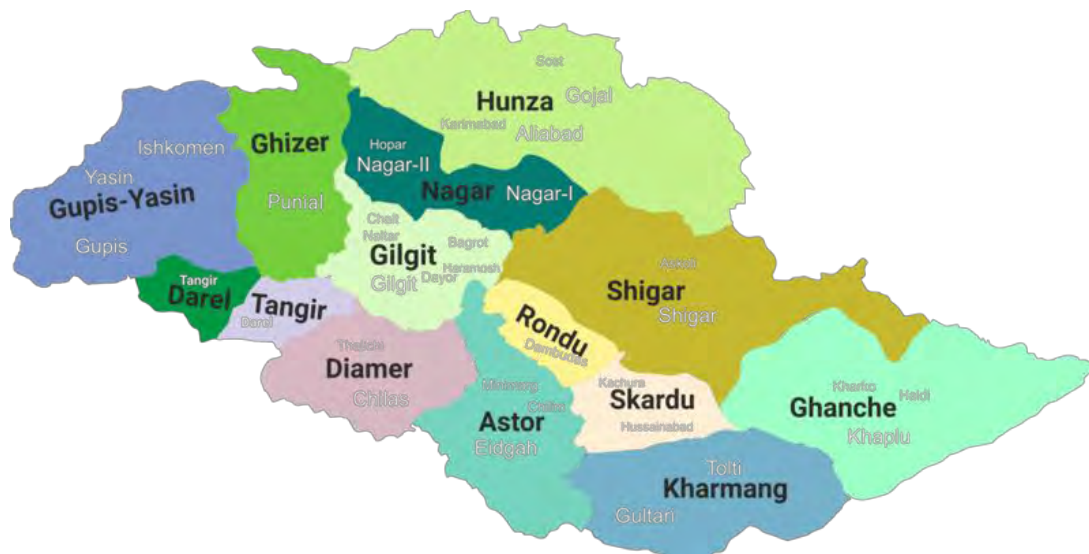 Sost
Hunza
Gojal
Karimabad
Aliabad
Ghizer
Ishkomen
Hopar
Nagar-II
Yasin
Nagar
Nagar-I
Gupis-Yasin
Punial
Chalt
Naltar
Bagrot
Gupis
Gilgit
Haramosh
Gilgit
Dayor
Askoli
Tangir
Darel
Tangir
Darel
Shigar
Shigar
Rondu
Dambudas
Thalichi
Diamer
Chilas
Kachura
Skardu
Hussainabad
Kharko
Haldi
Ghanche
Khaplu
Astor
Eidgah
Tolti
Kharmang
Gultari